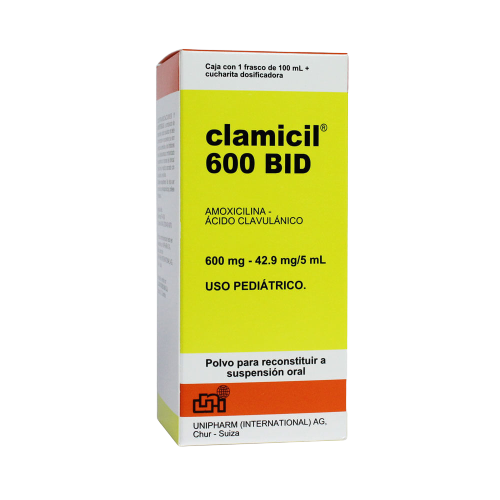 Caja con 1 frasco de 100 mL +
cucharita dosificadora
clamicil®
600 BID
AMOXICILINA -
ÁCIDO CLAVULÁNICO
600 mg - 42.9 mg/5 mL
USO PEDIÁTRICO.
Polvo para reconstituir a
suspensión oral
uni
UNIPHARM (INTERNATIONAL) AG,
Chur - Suiza